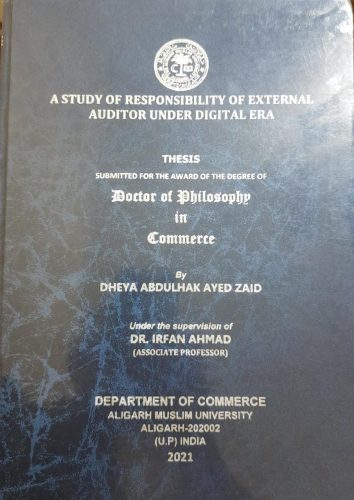 A STUDY OF RESPONSIBILITY OF EXTERNAL
AUDITOR UNDER DIGITAL ERA
THESIS
SUBMITTED FOR THE AWARD OF THE DEGREE OF
Doctor of Philosophy
in
Commerce
By
DHEYA ABDULHAK AYED ZAID
Under the supervision of
DR. IRFAN AHMAD
(ASSOCIATE PROFESSOR)
DEPARTMENT OF COMMERCE
ALIGARH MUSLIM UNIVERSITY
ALIGARH-202002
(U.P) INDIA
2021